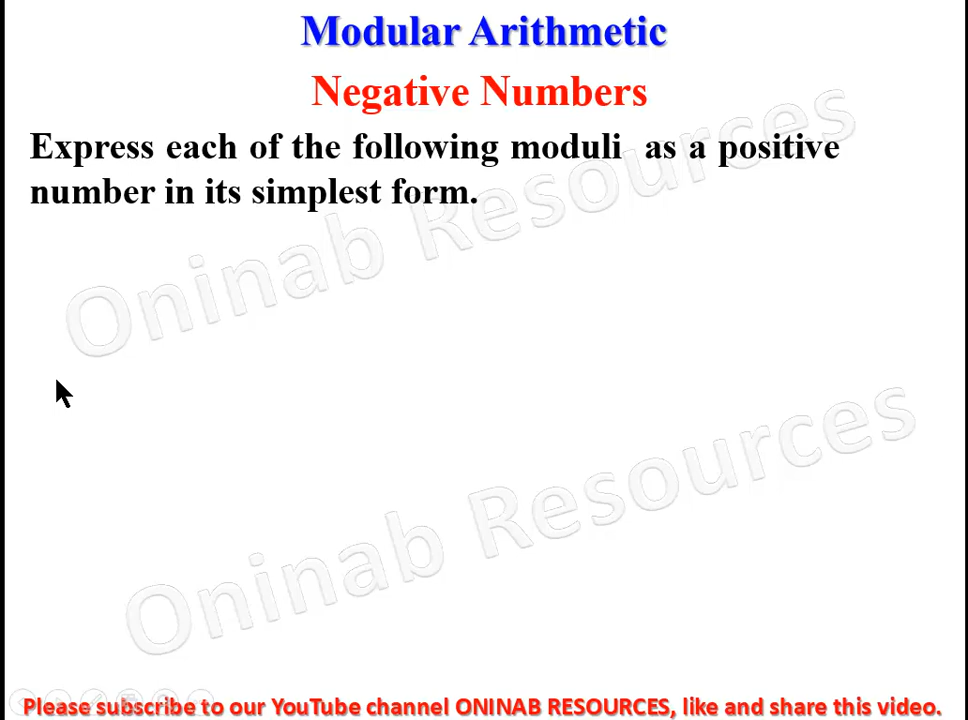 Modular Arithmetic
Negative Numbers
Express each of the following moduli as a positive
number in its simplest form.
Oninab Resources
Oninab Resources
Please subscribe to our YouTube channel ONINAB RESOURCES, like and share this video.